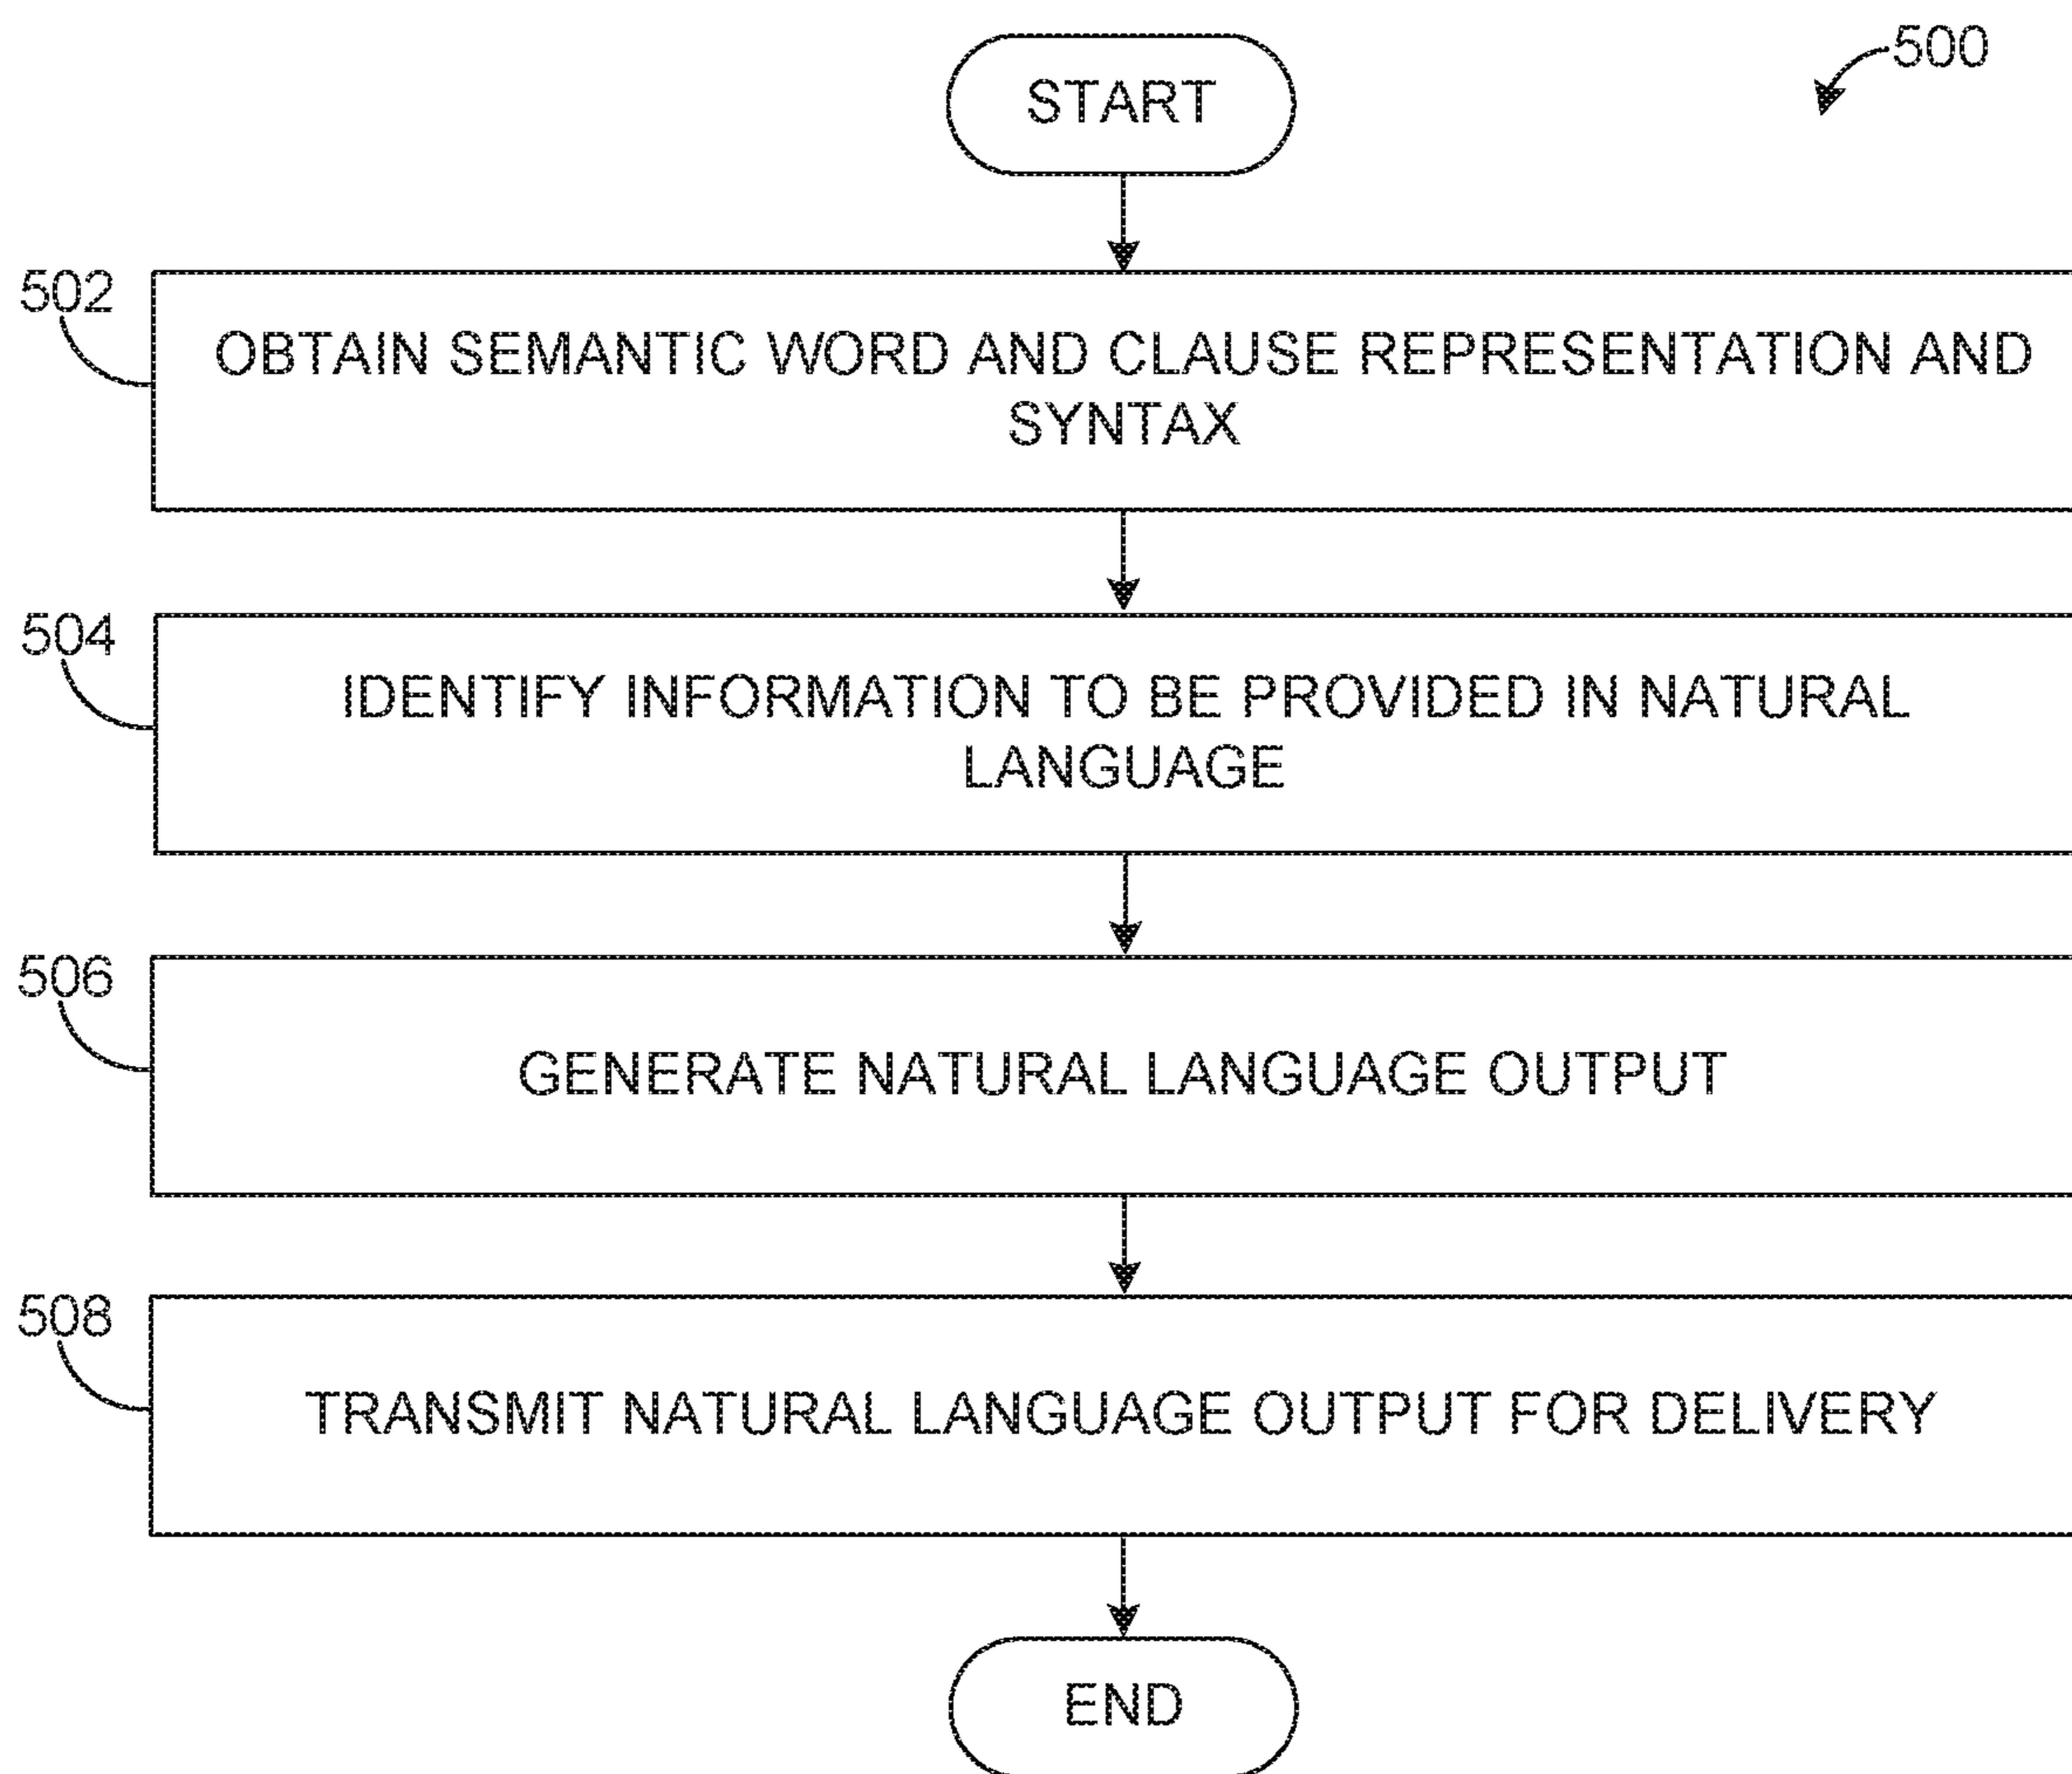 START
500
502
OBTAIN SEMANTIC WORD AND CLAUSE REPRESENTATION AND
SYNTAX
504
IDENTIFY INFORMATION TO BE PROVIDED IN NATURAL
LANGUAGE
506
GENERATE NATURAL LANGUAGE OUTPUT
508
TRANSMIT NATURAL LANGUAGE OUTPUT FOR DELIVERY
END